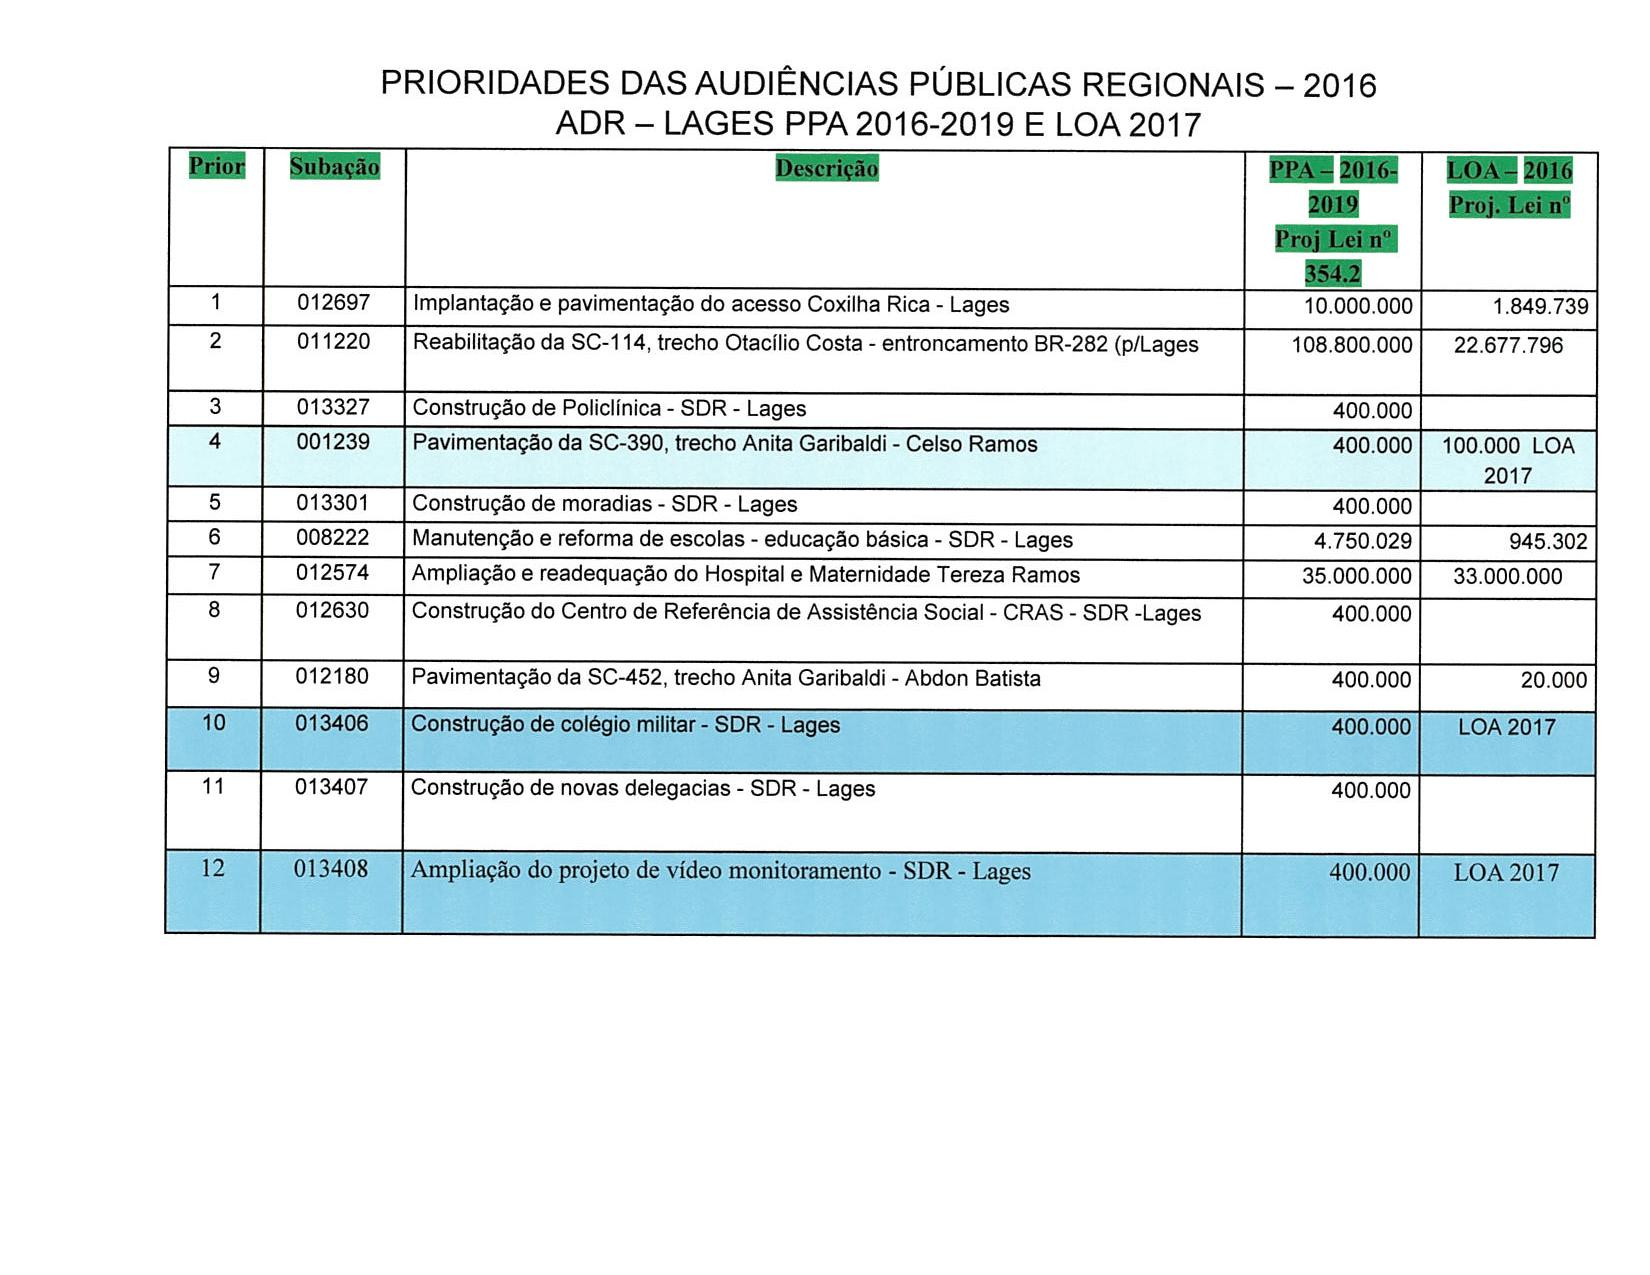 PRIORIDADES DAS AUDIÊNCIAS PÚBLICAS REGIONAIS – 2016
ADR – LAGES PPA 2016-2019 E LOA 2017
Prior Subação Descrição PPA – 2016- LOA – 2016
2019 Proj. Lei nº
Proj Lei nº
354.2
1 012697 Implantação e pavimentação do acesso Coxilha Rica - Lages 10.000.000 1.849.739
2 011220 Reabilitação da SC-114, trecho Otacílio Costa - entroncamento BR-282 (p/Lages 108.800.000 22.677.796
3 013327 Construção de Policlínica - SDR - Lages 400.000
4 001239 Pavimentação da SC-390, trecho Anita Garibaldi - Celso Ramos 400.000 100.000 LOA
2017
5 013301 Construção de moradias - SDR - Lages 400.000
6 008222 Manutenção e reforma de escolas - educação básica - SDR - Lages 4.750.029 945.302
7 012574 Ampliação e readequação do Hospital e Maternidade Tereza Ramos 35.000.000 33.000.000
8 012630 Construção do Centro de Referência de Assistência Social - CRAS - SDR -Lages 400.000
9 012180 Pavimentação da SC-452, trecho Anita Garibaldi - Abdon Batista 400.000 20.000
10 013406 Construção de colégio militar - SDR - Lages 400.000 LOA 2017
11 013407 Construção de novas delegacias - SDR - Lages 400.000
12 013408 Ampliação do projeto de vídeo monitoramento - SDR - Lages 400.000 LOA 2017